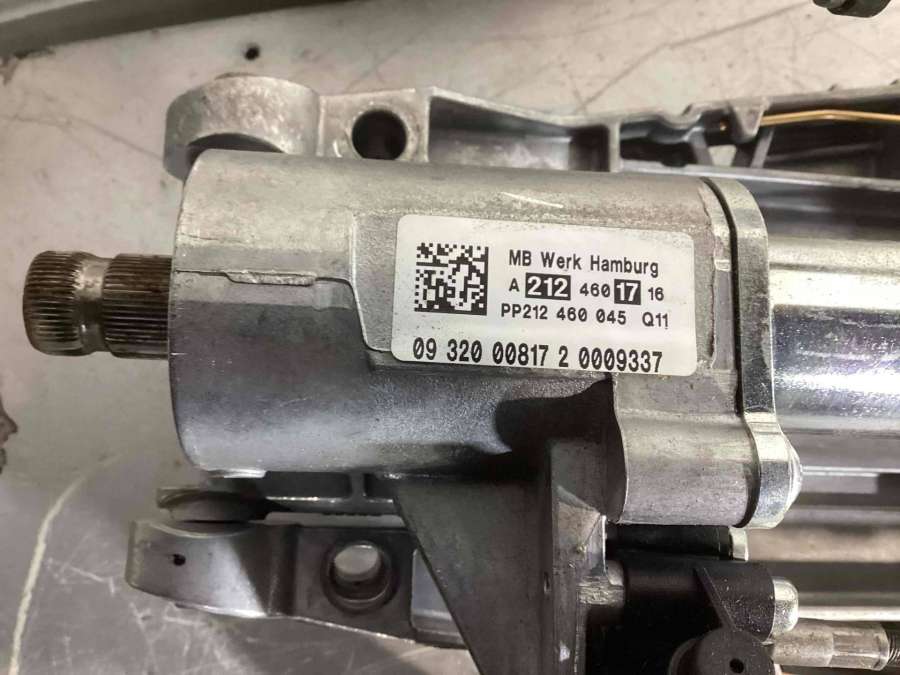 MB Werk Hamburg
A 212 460 17 16
PP212 460 045 Q11
09 320 00817 2 0009337